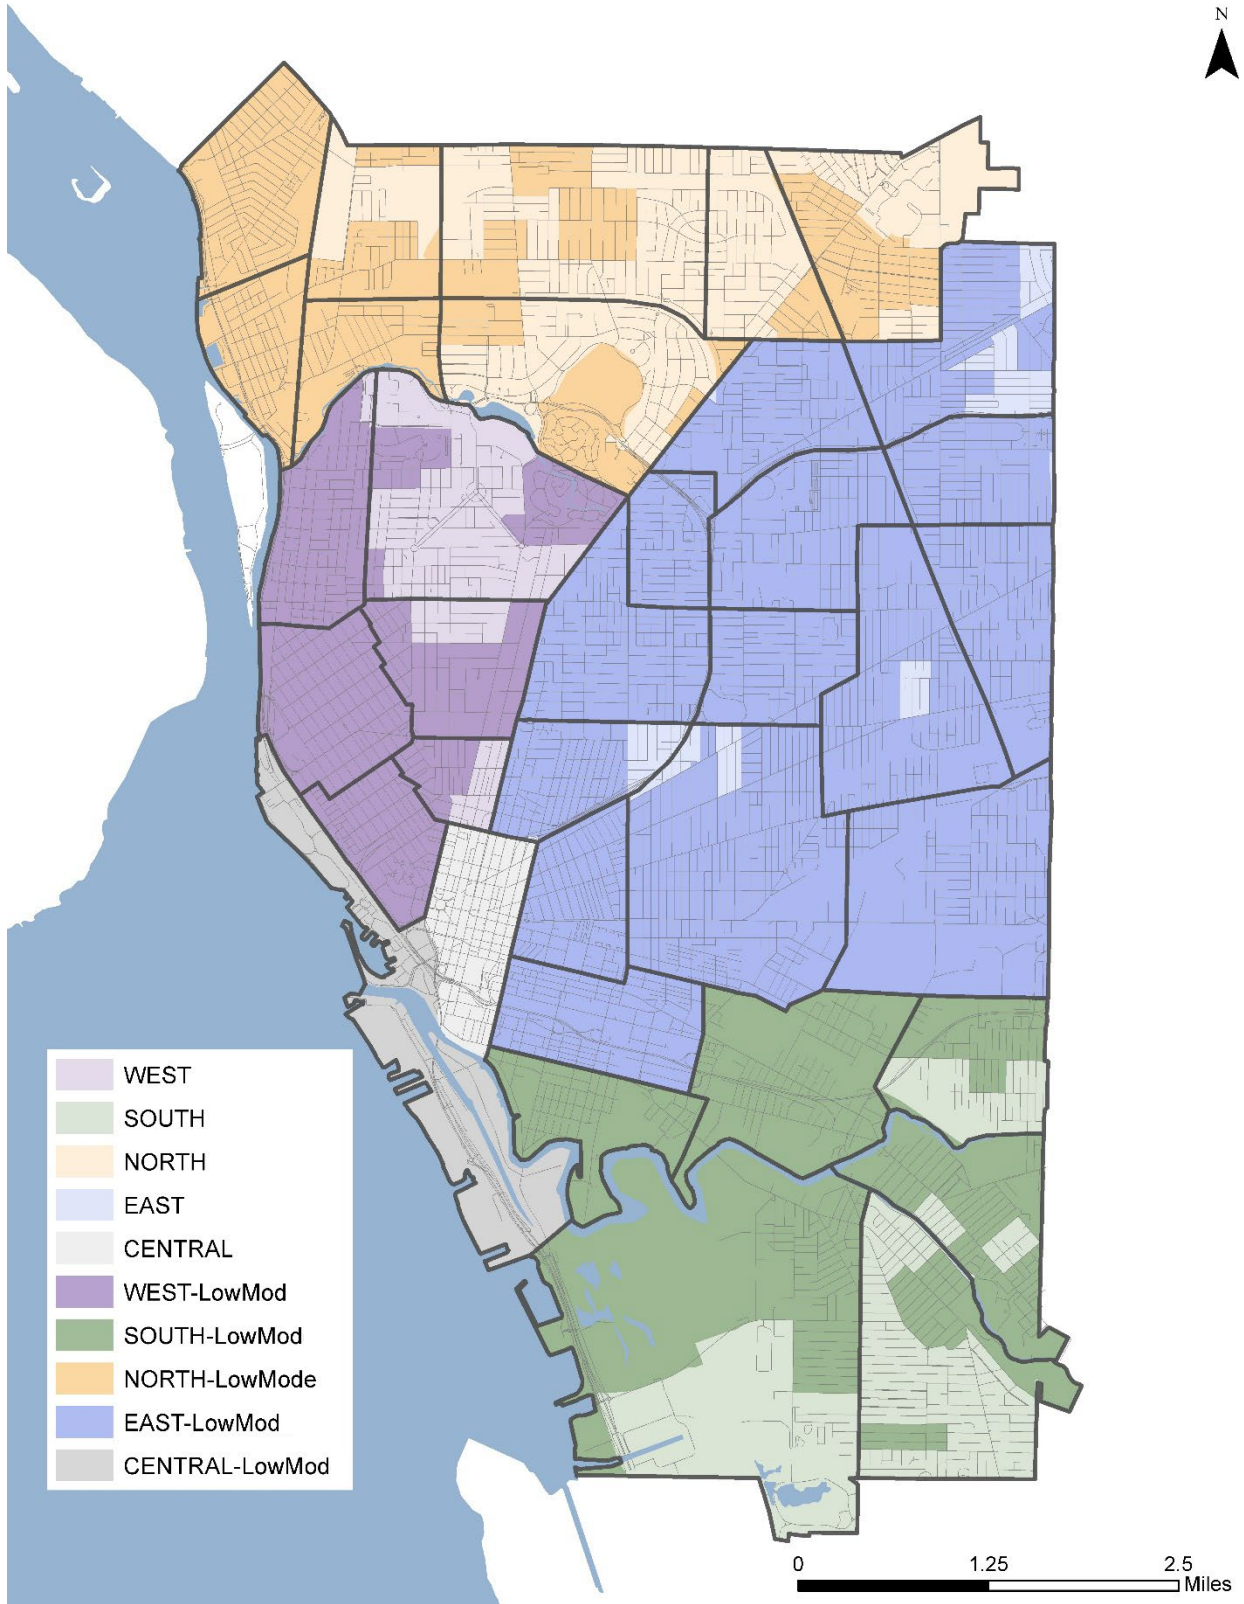 N
WEST
SOUTH
NORTH
EAST
CENTRAL
WEST-LowMod
SOUTH-LowMod
NORTH-LowMode
EAST-LowMod
CENTRAL-LowMod
0 1.25 2.5
Miles